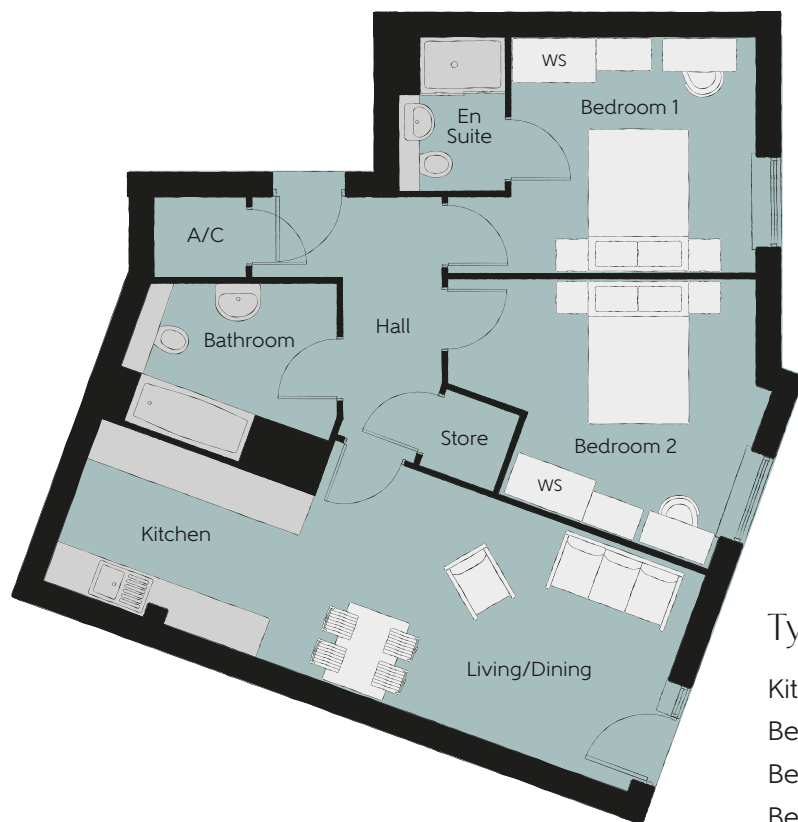 WS
Bedroom 1
En
Suite
A/C
Hall
Bathroom
Store
Bedroom 2
WS
Kitchen
Living/Dining
Ty
Kit
Be
Be
Be